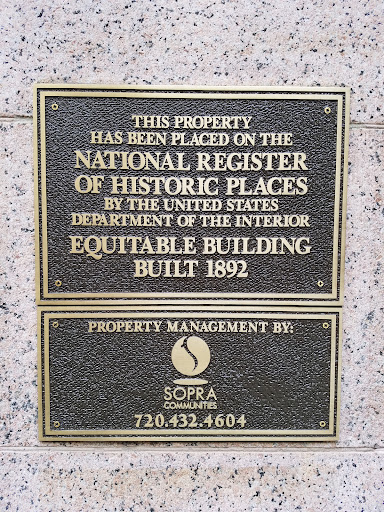 THIS PROPERTY
HAS BEEN PLACED ON THE
NATIONAL REGISTER
OF HISTORIC PLACES
BY THE UNITED STATES
DEPARTMENT OF THE INTERIOR
EQUITABLE BUILDING
BUILT 1892
PROPERTY MANAGEMENT BY:
SOPRA
COMMUNITIES
720.432.4604